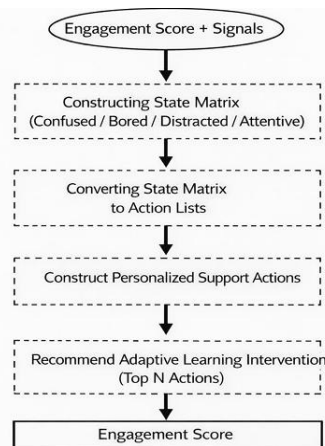 Engagement Score + Signals
Constructing State Matrix
(Confused / Bored / Distracted / Attentive)
Converting State Matrix
to Action Lists
Construct Personalized Support Actions
Recommend Adaptive Learning Intervention
(Top N Actions)
Engagement Score